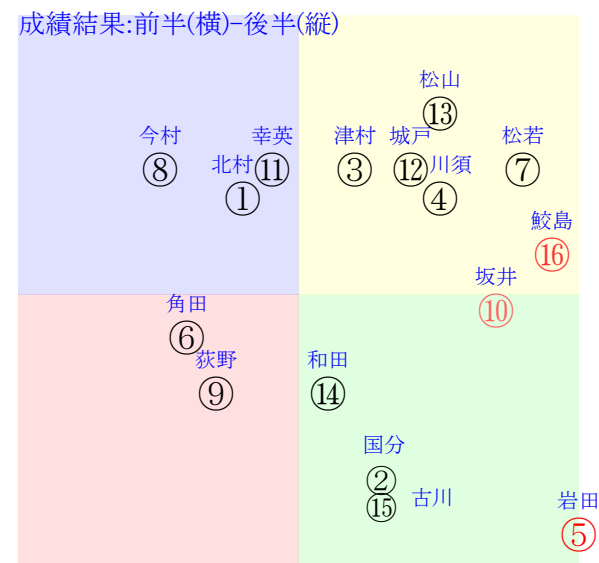 成績結果:前半(横)-後半(縦)
松山
⑬
今村
幸英
津村
城戸
松若
⑧
北村
⑪
③
⑫
川須
⑦
①
④
鮫島
⑯
坂井
⑩
角田
⑥
荻野
和田
⑨
⑭
国分
②
⑮
古川
岩田
⑤